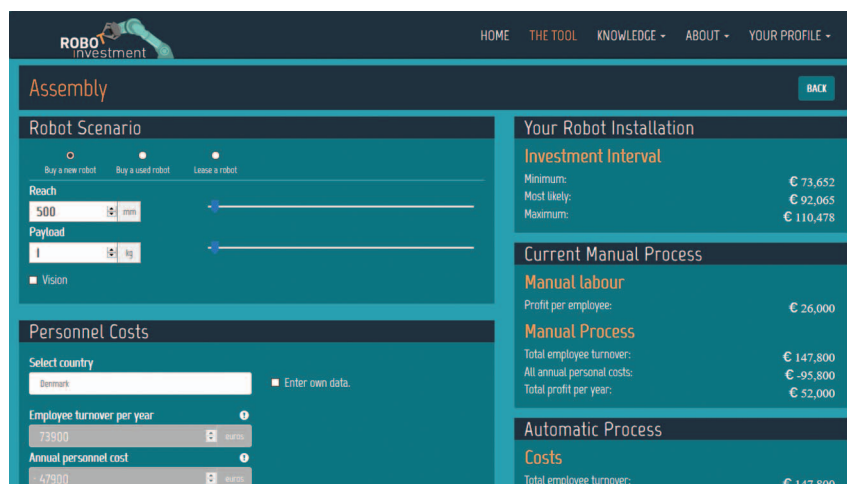 ROBO
investment
HOME THE TOOL KNOWLEDGE ABOUT YOUR PROFILE
Assembly
BACK
Robot Scenario
Buy a new robot Buy a used robot Lease a robot
Reach
500 mm
Payload
1 kg
Vision
Personnel Costs
Select country
Denmark
Enter own data.
Employee turnover per year
73900 euros
Annual personnel cost
- 47900 euros
Your Robot Installation
Investment Interval
Minimum: € 73,652
Most likely: € 92,065
Maximum: € 110,478
Current Manual Process
Manual labour
Profit per employee: € 26,000
Manual Process
Total employee turnover: € 147,800
All annual personal costs: € -95,800
Total profit per year: € 52,000
Automatic Process
Costs
Total employee turnover: € 147,800